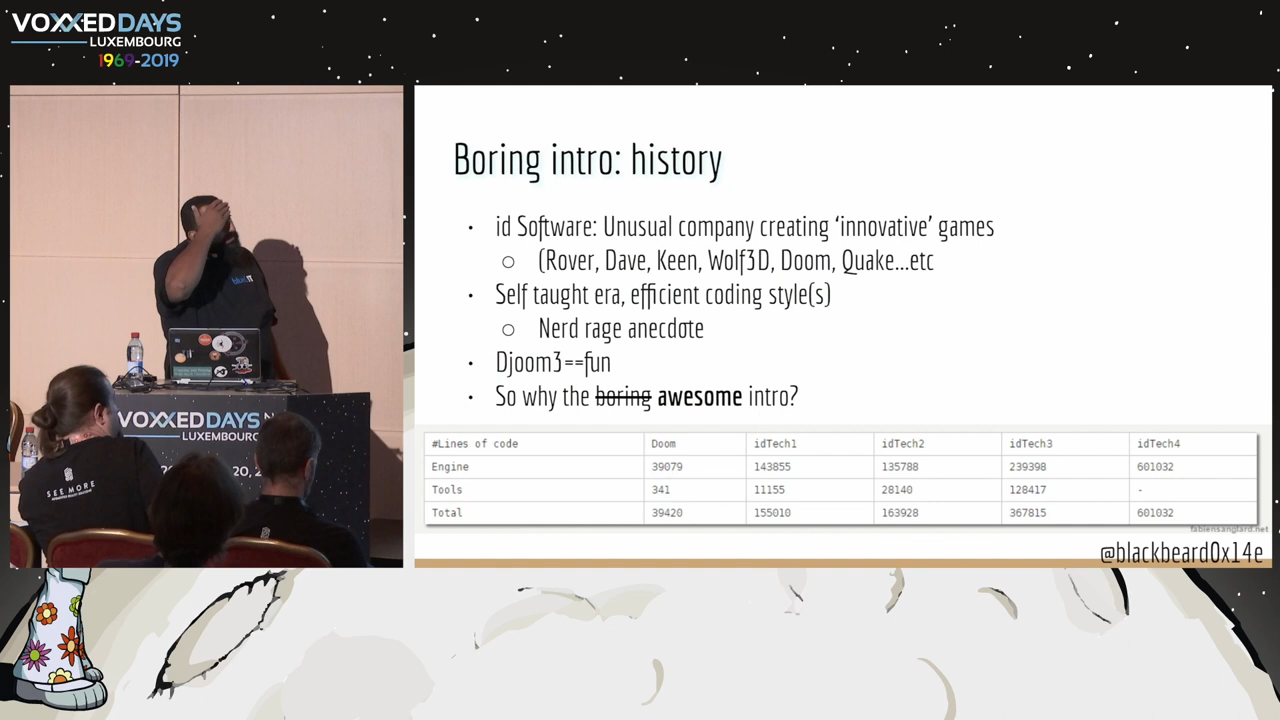 VOXXED DAYS
LUXEMBOURG
1969-2019
Boring intro: history
• id Software: Unusual company creating ‘innovative’ games
○ (Rover, Dave, Keen, Wolf3D, Doom, Quake...etc
• Self taught era, efficient coding style(s)
○ Nerd rage anecdote
• Djoom3==fun
• So why the boring awesome intro?
#Lines of code Doom idTech1 idTech2 idTech3 idTech4
Engine 39079 143855 135788 239398 601032
Tools 341 11155 28140 128417 -
Total 39420 155010 163928 367815 601032
fabiensanglard.net
@blackbeard0x14e
VOXXED DAYS
LUXEMBOURG
20, 2
SEE MORE